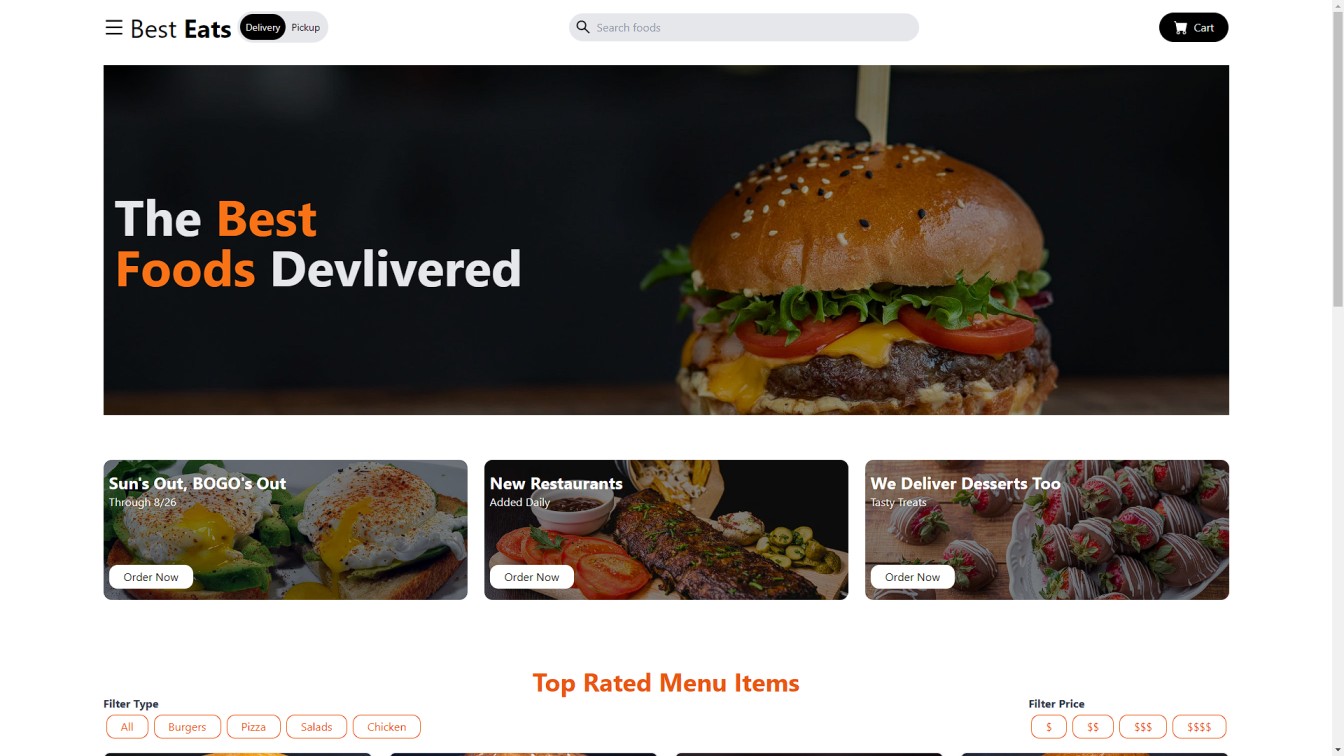 Best Eats Delivery Pickup Search foods Cart
The Best
Foods Devlivered
Sun's Out, BOGO's Out
Through 8/26
Order Now
New Restaurants
Added Daily
Order Now
We Deliver Desserts Too
Tasty Treats
Order Now
Top Rated Menu Items
Filter Type
All Burgers Pizza Salads Chicken
Filter Price
$ $$ $$$ $$$$